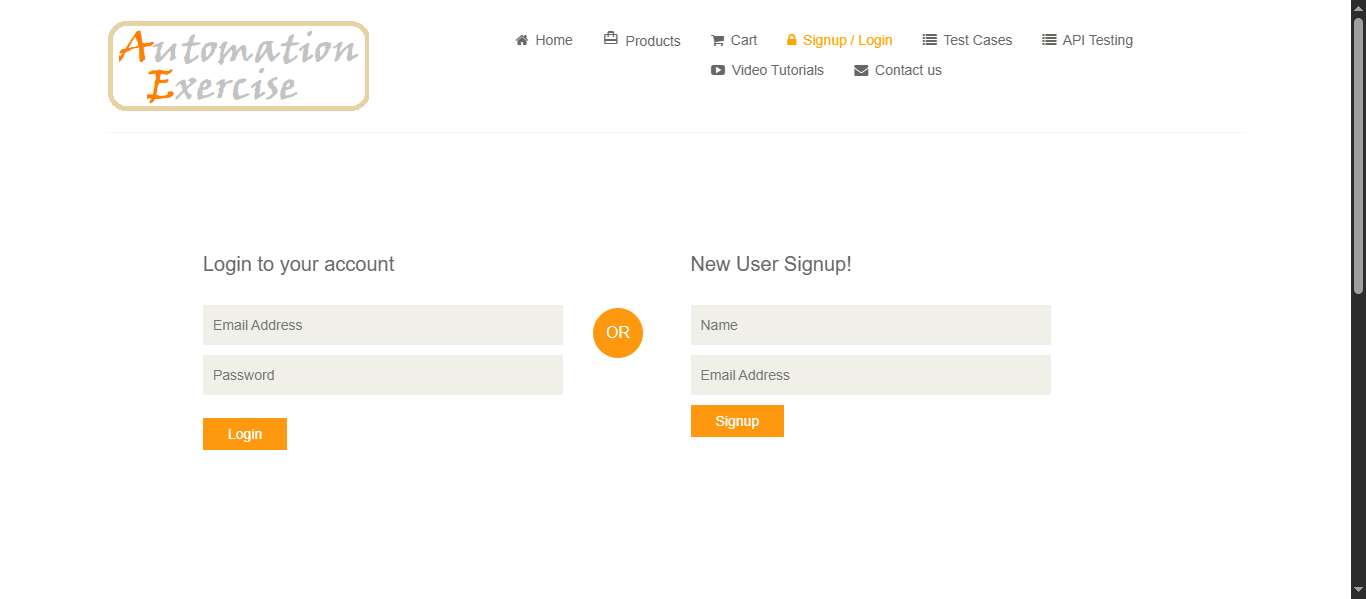 Automation
Exercise
Home Products Cart Signup / Login Test Cases API Testing
Video Tutorials Contact us
Login to your account
Email Address
Password
Login
OR
New User Signup!
Name
Email Address
Signup